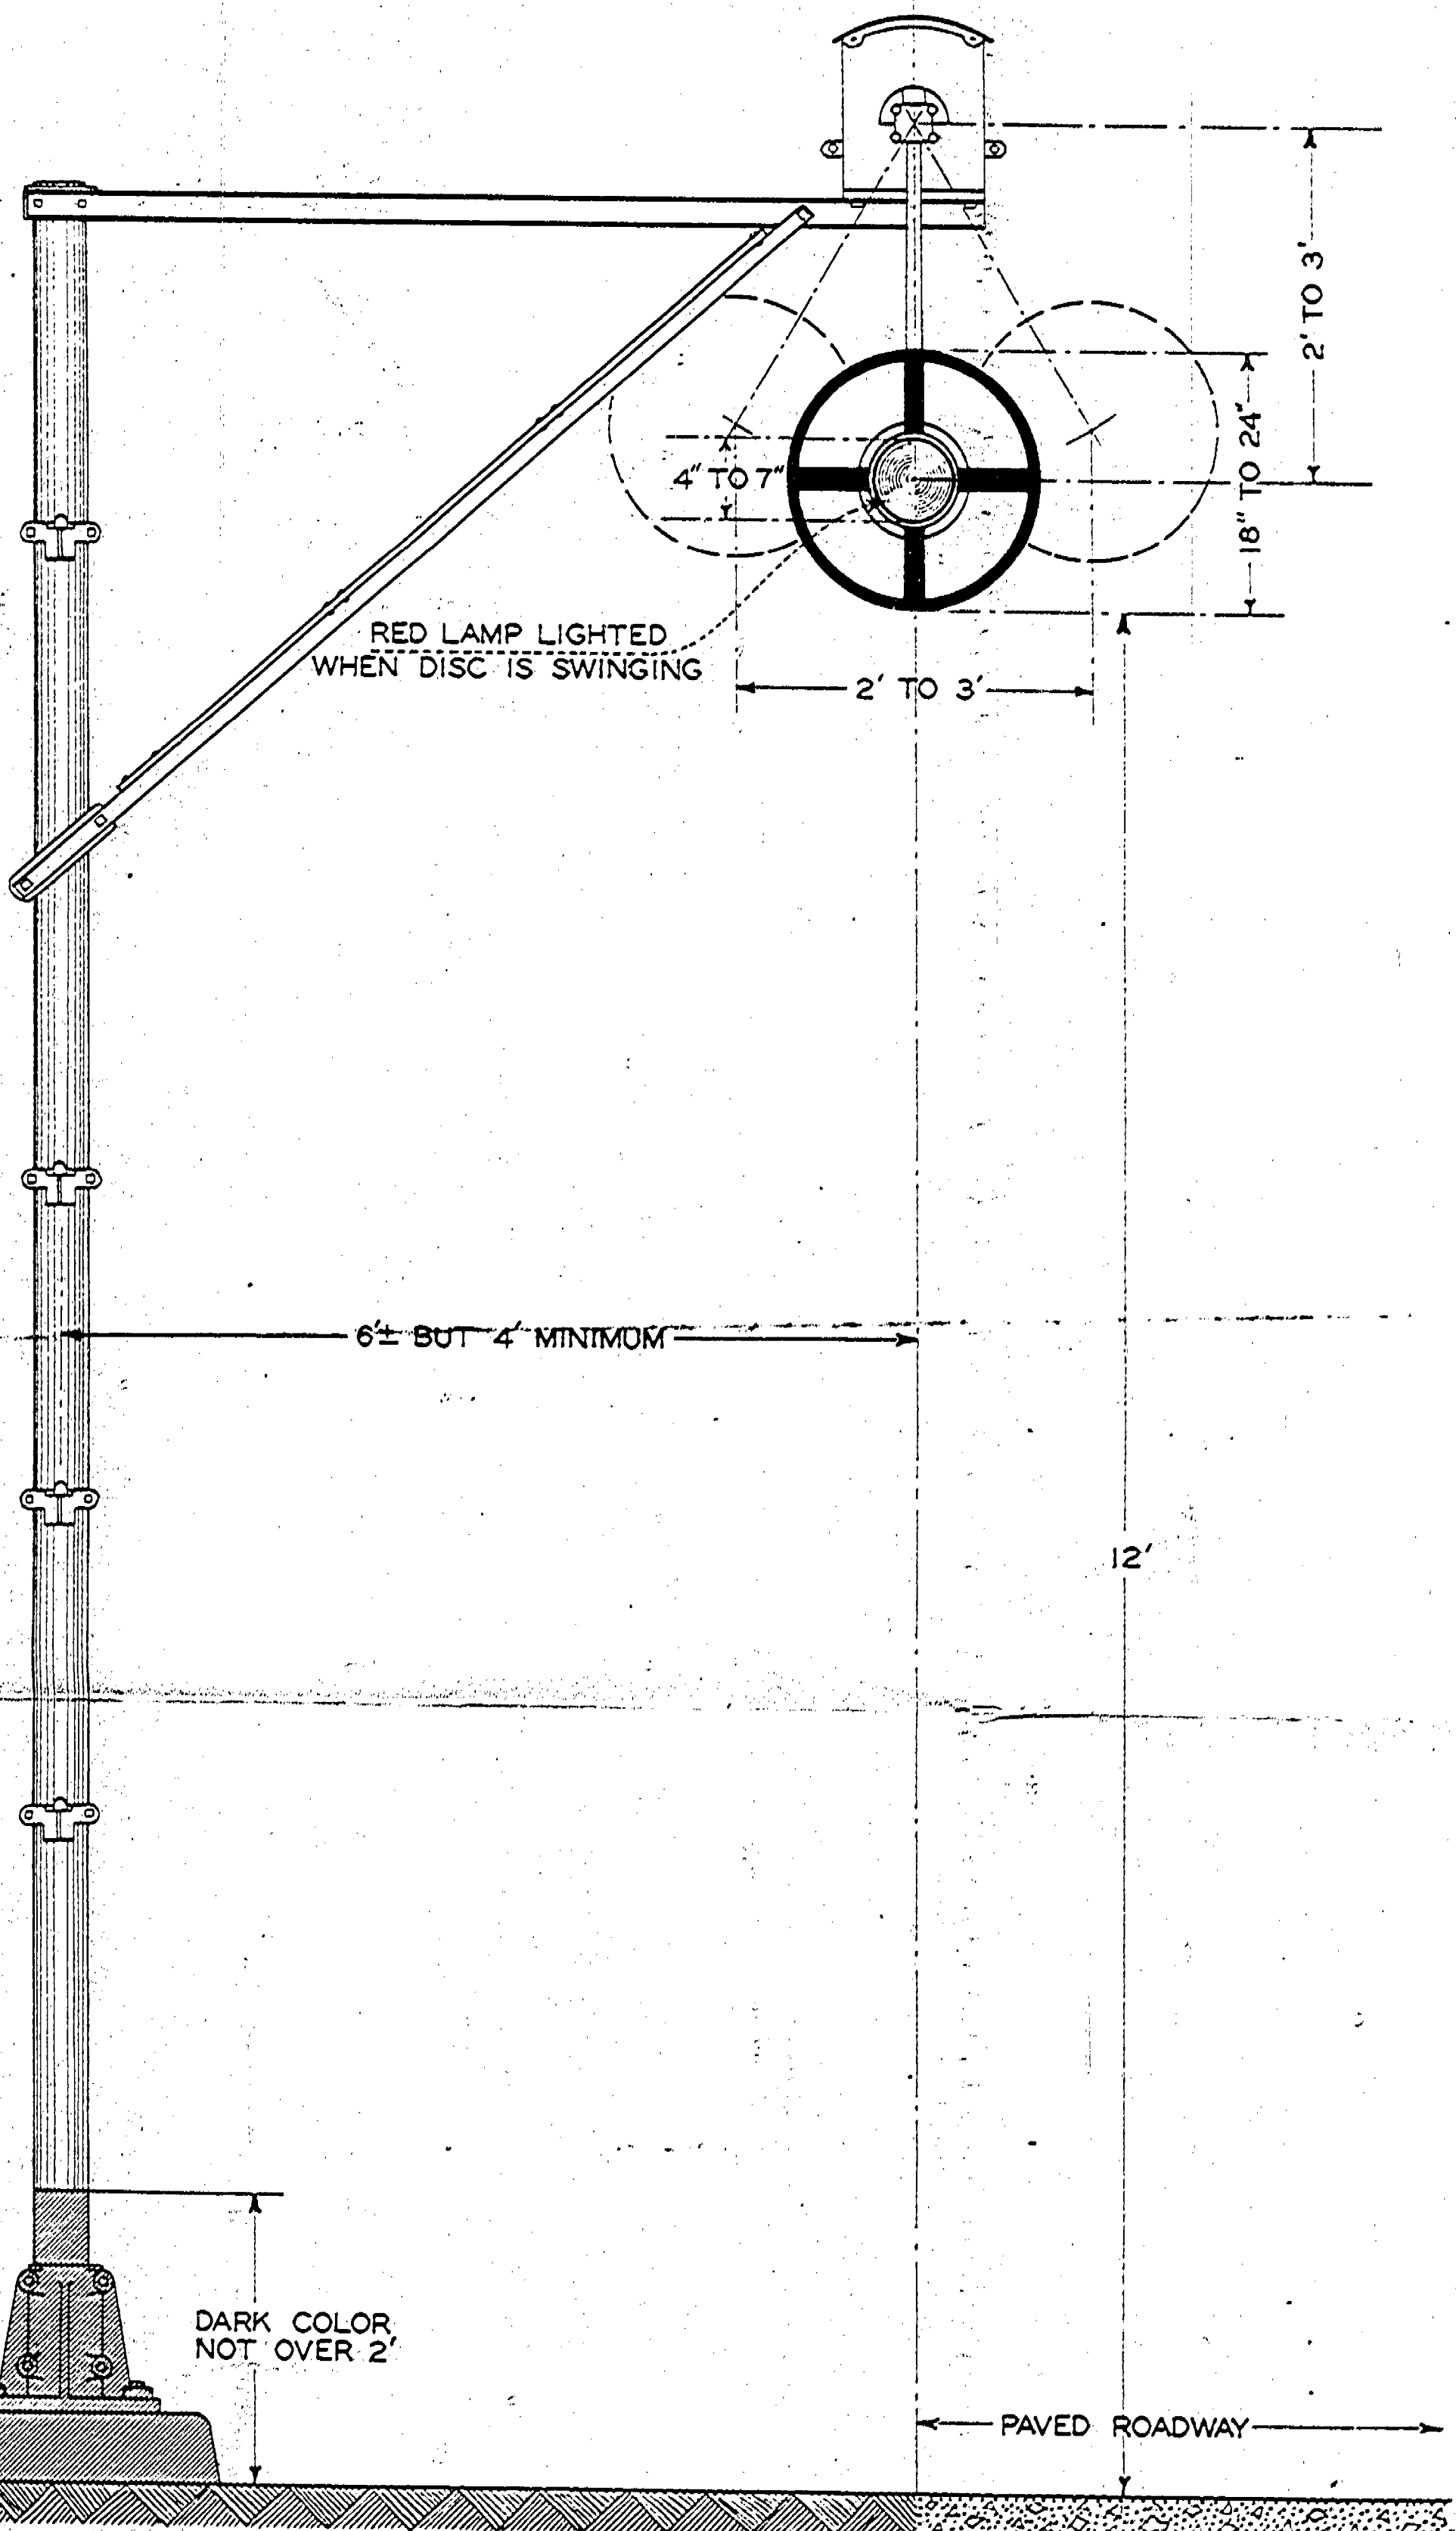 2' TO 3'
18" TO 24"
4" TO 7"
RED LAMP LIGHTED
WHEN DISC IS SWINGING
2' TO 3'
6'± BUT 4' MINIMUM
12'
DARK COLOR
NOT OVER 2'
PAVED ROADWAY